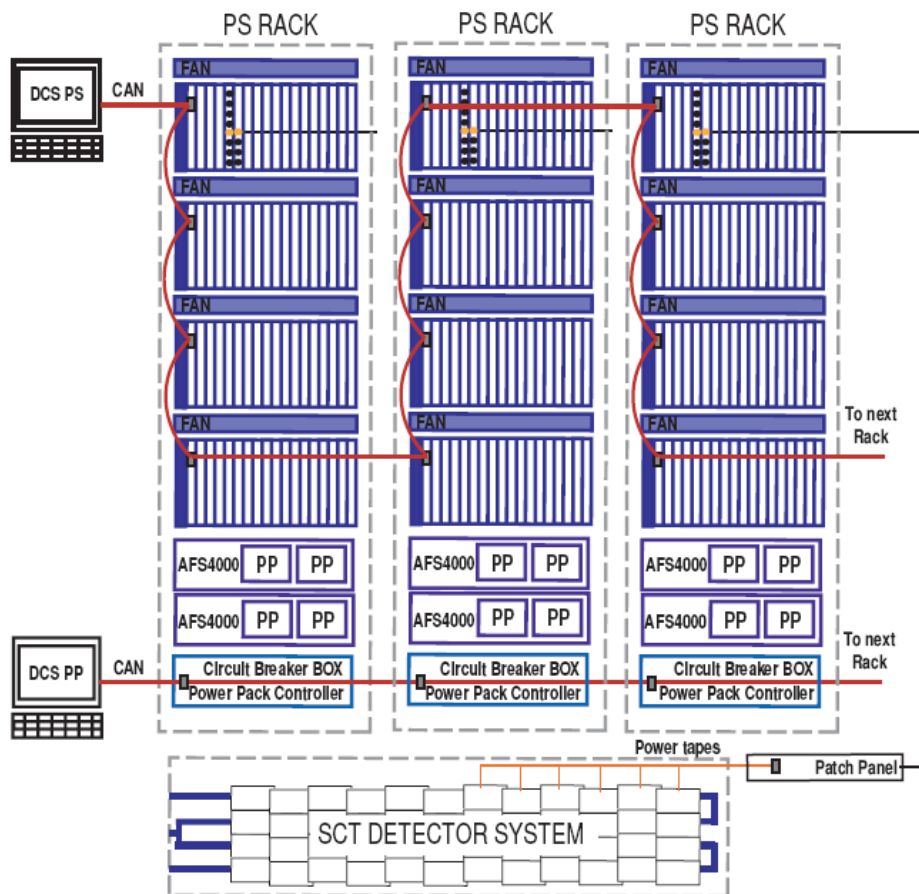 PS RACK PS RACK PS RACK
FAN FAN FAN
DCS PS CAN
FAN FAN FAN
FAN FAN FAN
FAN FAN FAN
To next
Rack
AFS4000 PP PP AFS4000 PP PP AFS4000 PP PP
AFS4000 PP PP AFS4000 PP PP AFS4000 PP PP
To next
Rack
DCS PP CAN
Circuit Breaker BOX Circuit Breaker BOX Circuit Breaker BOX
Power Pack Controller Power Pack Controller Power Pack Controller
Power tapes
Patch Panel
SCT DETECTOR SYSTEM